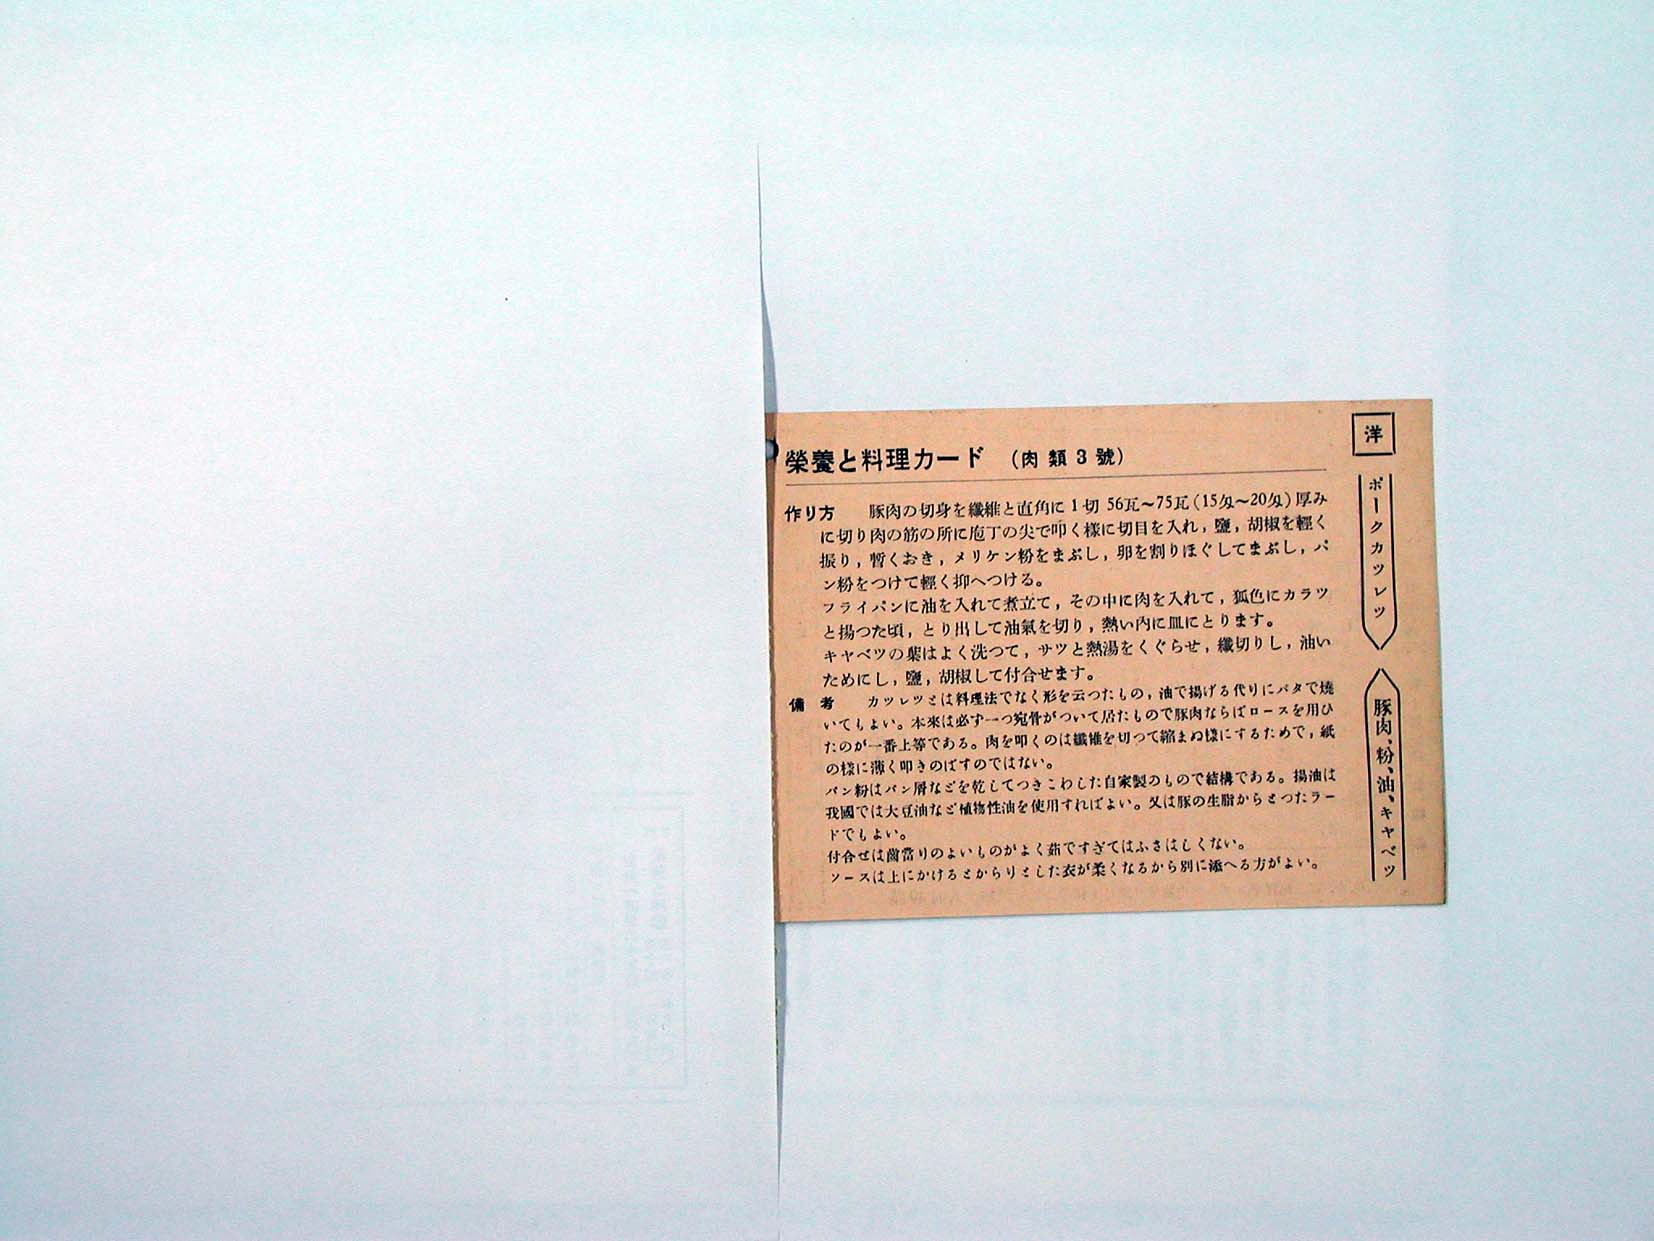 榮養と料理カード (肉類3號)
作り方 豚肉の切身を纖維と直角に1切 56瓦～75瓦(15匁～20匁)厚み
に切り肉の筋の所に庖丁の尖で叩く樣に切目を入れ，鹽，胡椒を輕く
振り，暫くおき，メリケン粉をまぶし，卵を割りほぐしてまぶし，パ
ン粉をつけて輕く抑へつける。
フライパンに油を入れて煮立て，その中に肉を入れて，狐色にカラツ
と揚つた頃，とり出して油氣を切り，熱い内に皿にとります。
キヤベツの葉はよく洗つて，サツと熱湯をくぐらせ，纖切りし，油い
ためにし，鹽，胡椒して付合せます。
備考 カツレツとは料理法でなく形を云つたもの，油で揚げる代りにバタで燒
いてもよい。本來は必ず一つ宛骨がついて居たもので豚肉ならばロースを用ひ
たのが一番上等である。肉を叩くのは纖維を切つて縮まぬ樣にするためで，紙
の樣に薄く叩きのばすのではない。
パン粉はパン屑などを乾してつきこわした自家製のもので結構である。揚油は
我國では大豆油など植物性油を使用すればよい。又は豚の生脂からとつたラー
ドでもよい。
付合せは齒當りのよいものがよく茹ですぎてはふさはしくない。
ソースは上にかけるとからりとした衣が柔くなるから別に添へる方がよい。
洋
ポークカツレツ
豚肉、粉、油、キヤベツ